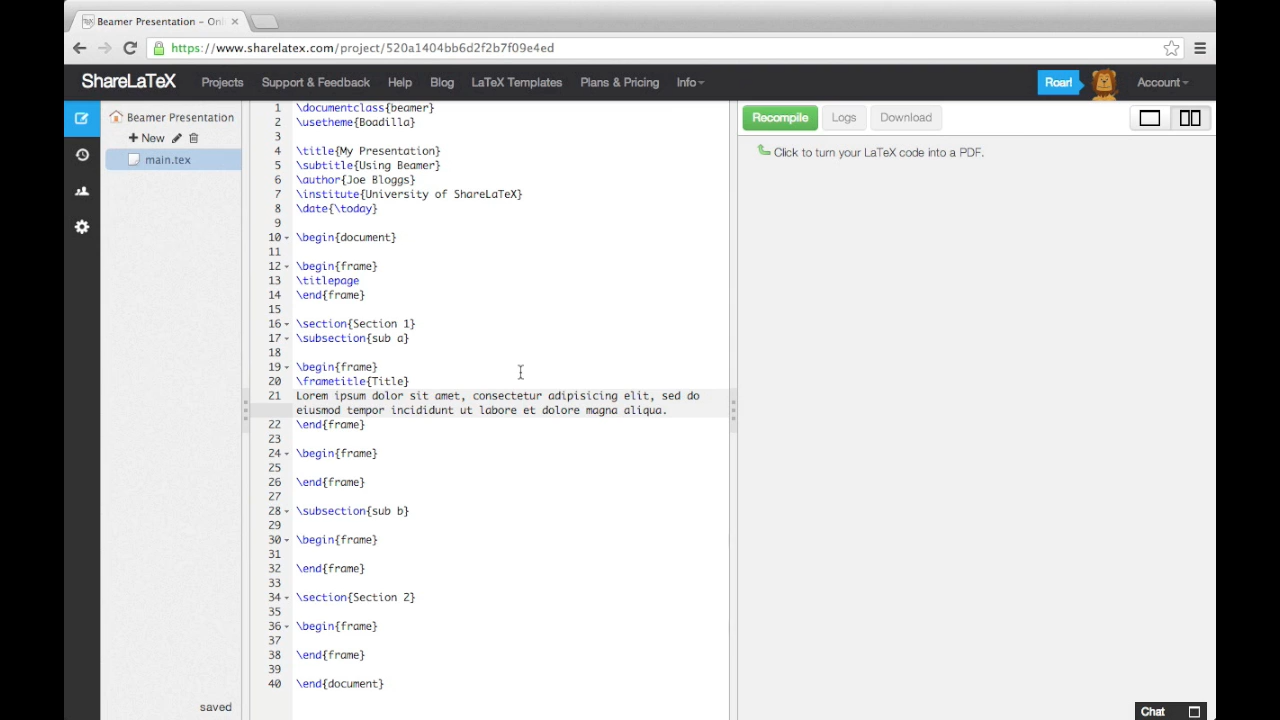 Beamer Presentation – Onl
https://www.sharelatex.com/project/520a1404bb6d2f2b7f09e4ed
ShareLaTeX Projects Support & Feedback Help Blog LaTeX Templates Plans & Pricing Info Roar! Account
Beamer Presentation
New
main.tex
saved
1 \documentclass{beamer}
2 \usetheme{Boadilla}
3
4 \title{My Presentation}
5 \subtitle{Using Beamer}
6 \author{Joe Bloggs}
7 \institute{University of ShareLaTeX}
8 \date{\today}
9
10 \begin{document}
11
12 \begin{frame}
13 \titlepage
14 \end{frame}
15
16 \section{Section 1}
17 \subsection{sub a}
18
19 \begin{frame}
20 \frametitle{Title}
21 Lorem ipsum dolor sit amet, consectetur adipisicing elit, sed do
eiusmod tempor incididunt ut labore et dolore magna aliqua.
22 \end{frame}
23
24 \begin{frame}
25
26 \end{frame}
27
28 \subsection{sub b}
29
30 \begin{frame}
31
32 \end{frame}
33
34 \section{Section 2}
35
36 \begin{frame}
37
38 \end{frame}
39
40 \end{document}
Recompile Logs Download
Click to turn your LaTeX code into a PDF.
Chat